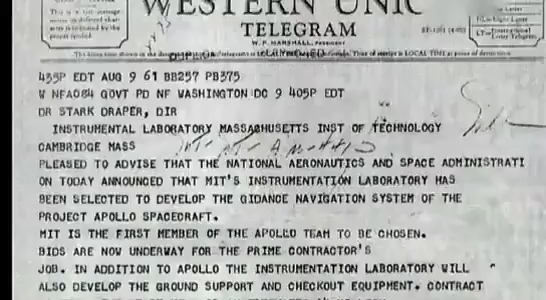 WESTERN UNIO
TELEGRAM
W. P. MARSHALL, PRESIDENT
435P EDT AUG 9 61 BB257 PB375
W NFA084 GOVT PD NF WASHINGTON DC 9 405P EDT
DR STARK DRAPER, DIR
INSTRUMENTAL LABORATORY MASSASHUSETTS INST OF TECHNOLOGY
CAMBRIDGE MASS
PLEASED TO ADVISE THAT THE NATIONAL AERONAUTICS AND SPACE ADMINISTRATI
ON TODAY ANNOUNCED THAT MIT'S INSTRUMENTATION LABORATORY HAS
BEEN SELECTED TO DEVELOP THE GIDANCE NAVIGATION SYSTEM OF THE
PROJECT APOLLO SPACECRAFT.
MIT IS THE FIRST MEMBER OF THE APOLLO TEAM TO BE CHOSEN.
BIDS ARE NOW UNDERWAY FOR THE PRIME CONTRACTOR'S
JOB. IN ADDITION TO APOLLO THE INSTRUMENTATION LABORATORY WILL
ALSO DEVELOP THE GROUND SUPPORT AND CHECKOUT EQUIPMENT. CONTRACT